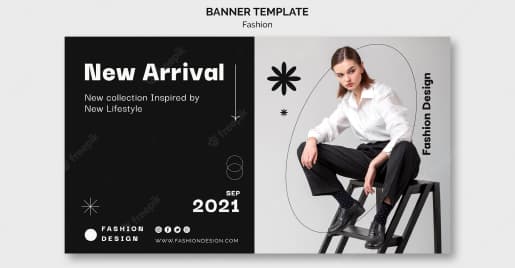 BANNER TEMPLATE
Fashion
New Arrival
New collection Inspired by
New Lifestyle
SEP
2021
FASHION
DESIGN
WWW.FASHIONDESIGN.COM
Fashion Design
freepik